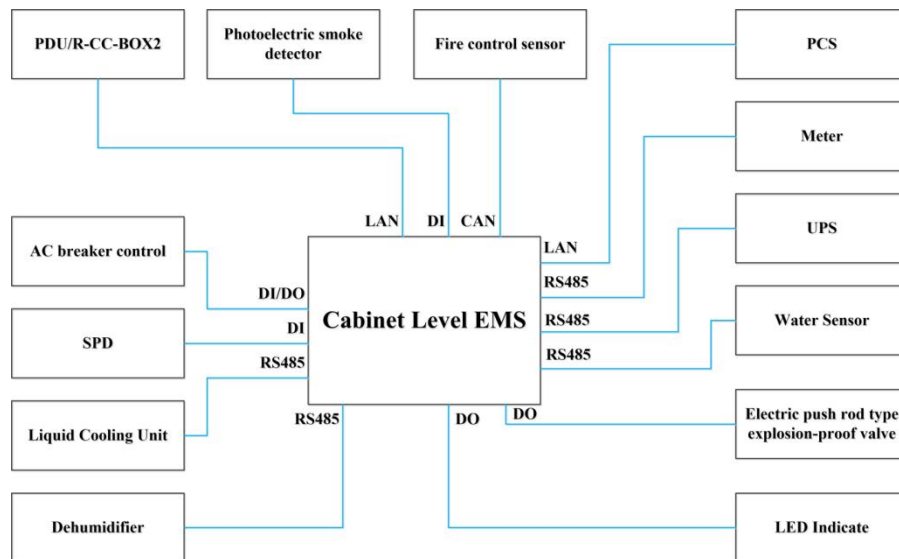 PDU/R-CC-BOX2
Photoelectric smoke
detector
Fire control sensor
PCS
Meter
UPS
Water Sensor
Electric push rod type
explosion-proof valve
LED Indicate
AC breaker control
SPD
Liquid Cooling Unit
Dehumidifier
LAN
DI
CAN
LAN
RS485
RS485
RS485
DI/DO
DI
RS485
RS485
DO
DO
Cabinet Level EMS